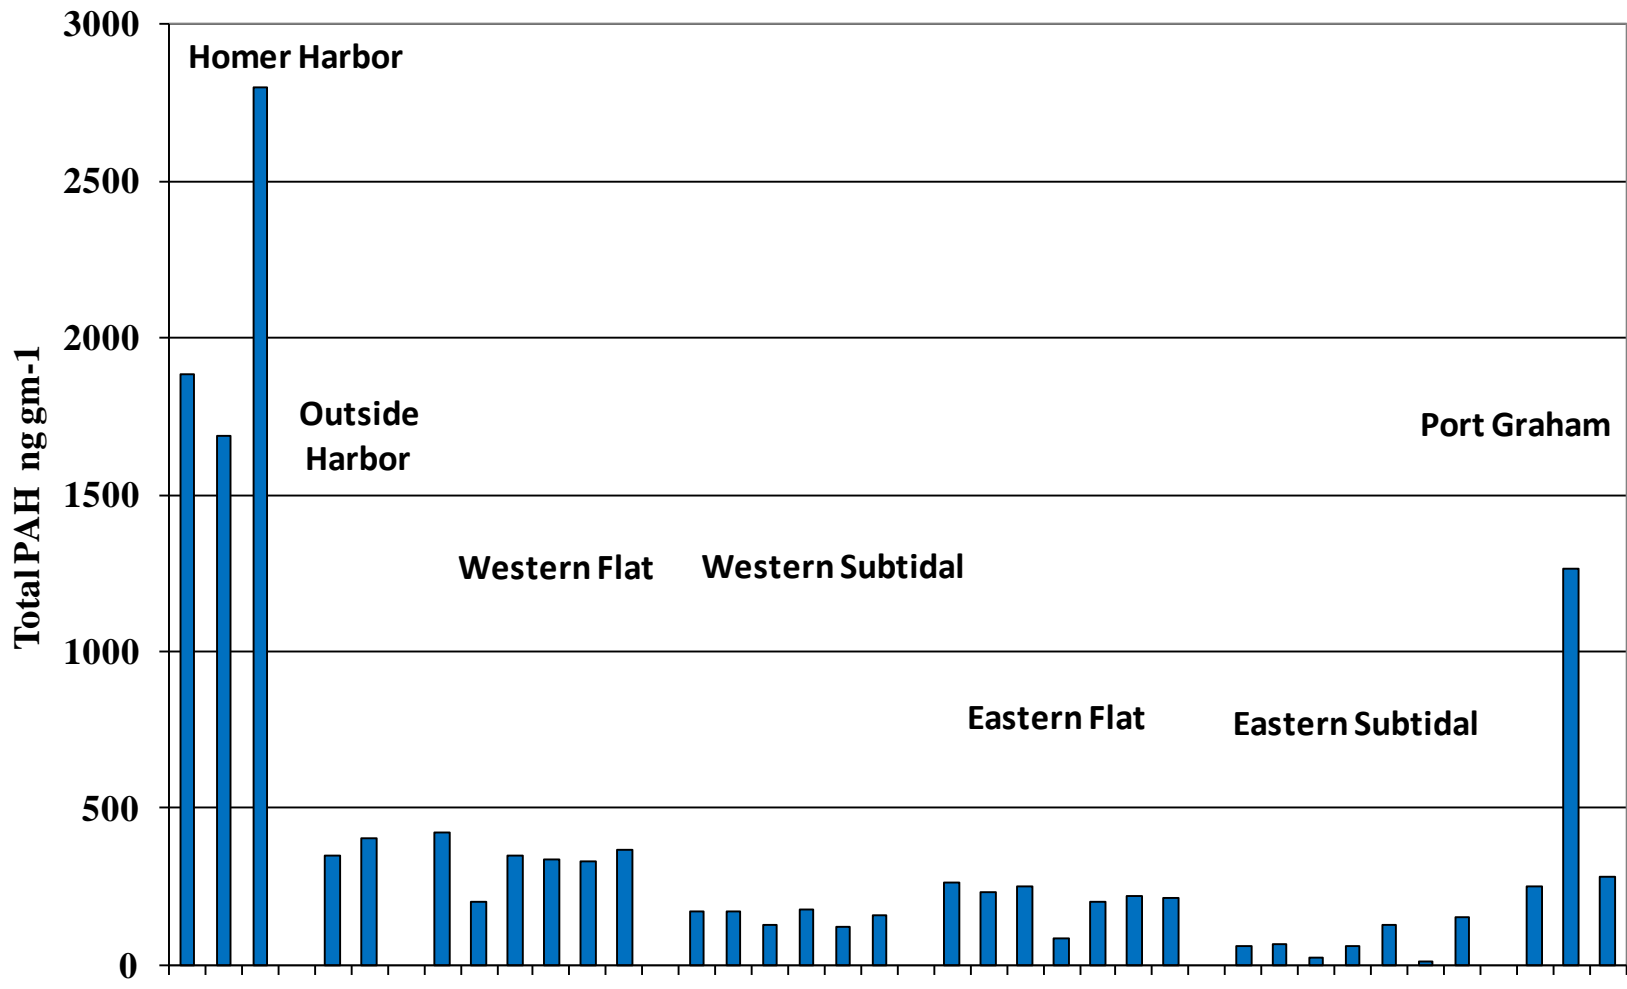 3000
2500
2000
1500
1000
500
0
Total PAH ng gm-1
Homer Harbor
Outside
Harbor
Western Flat
Western Subtidal
Eastern Flat
Eastern Subtidal
Port Graham